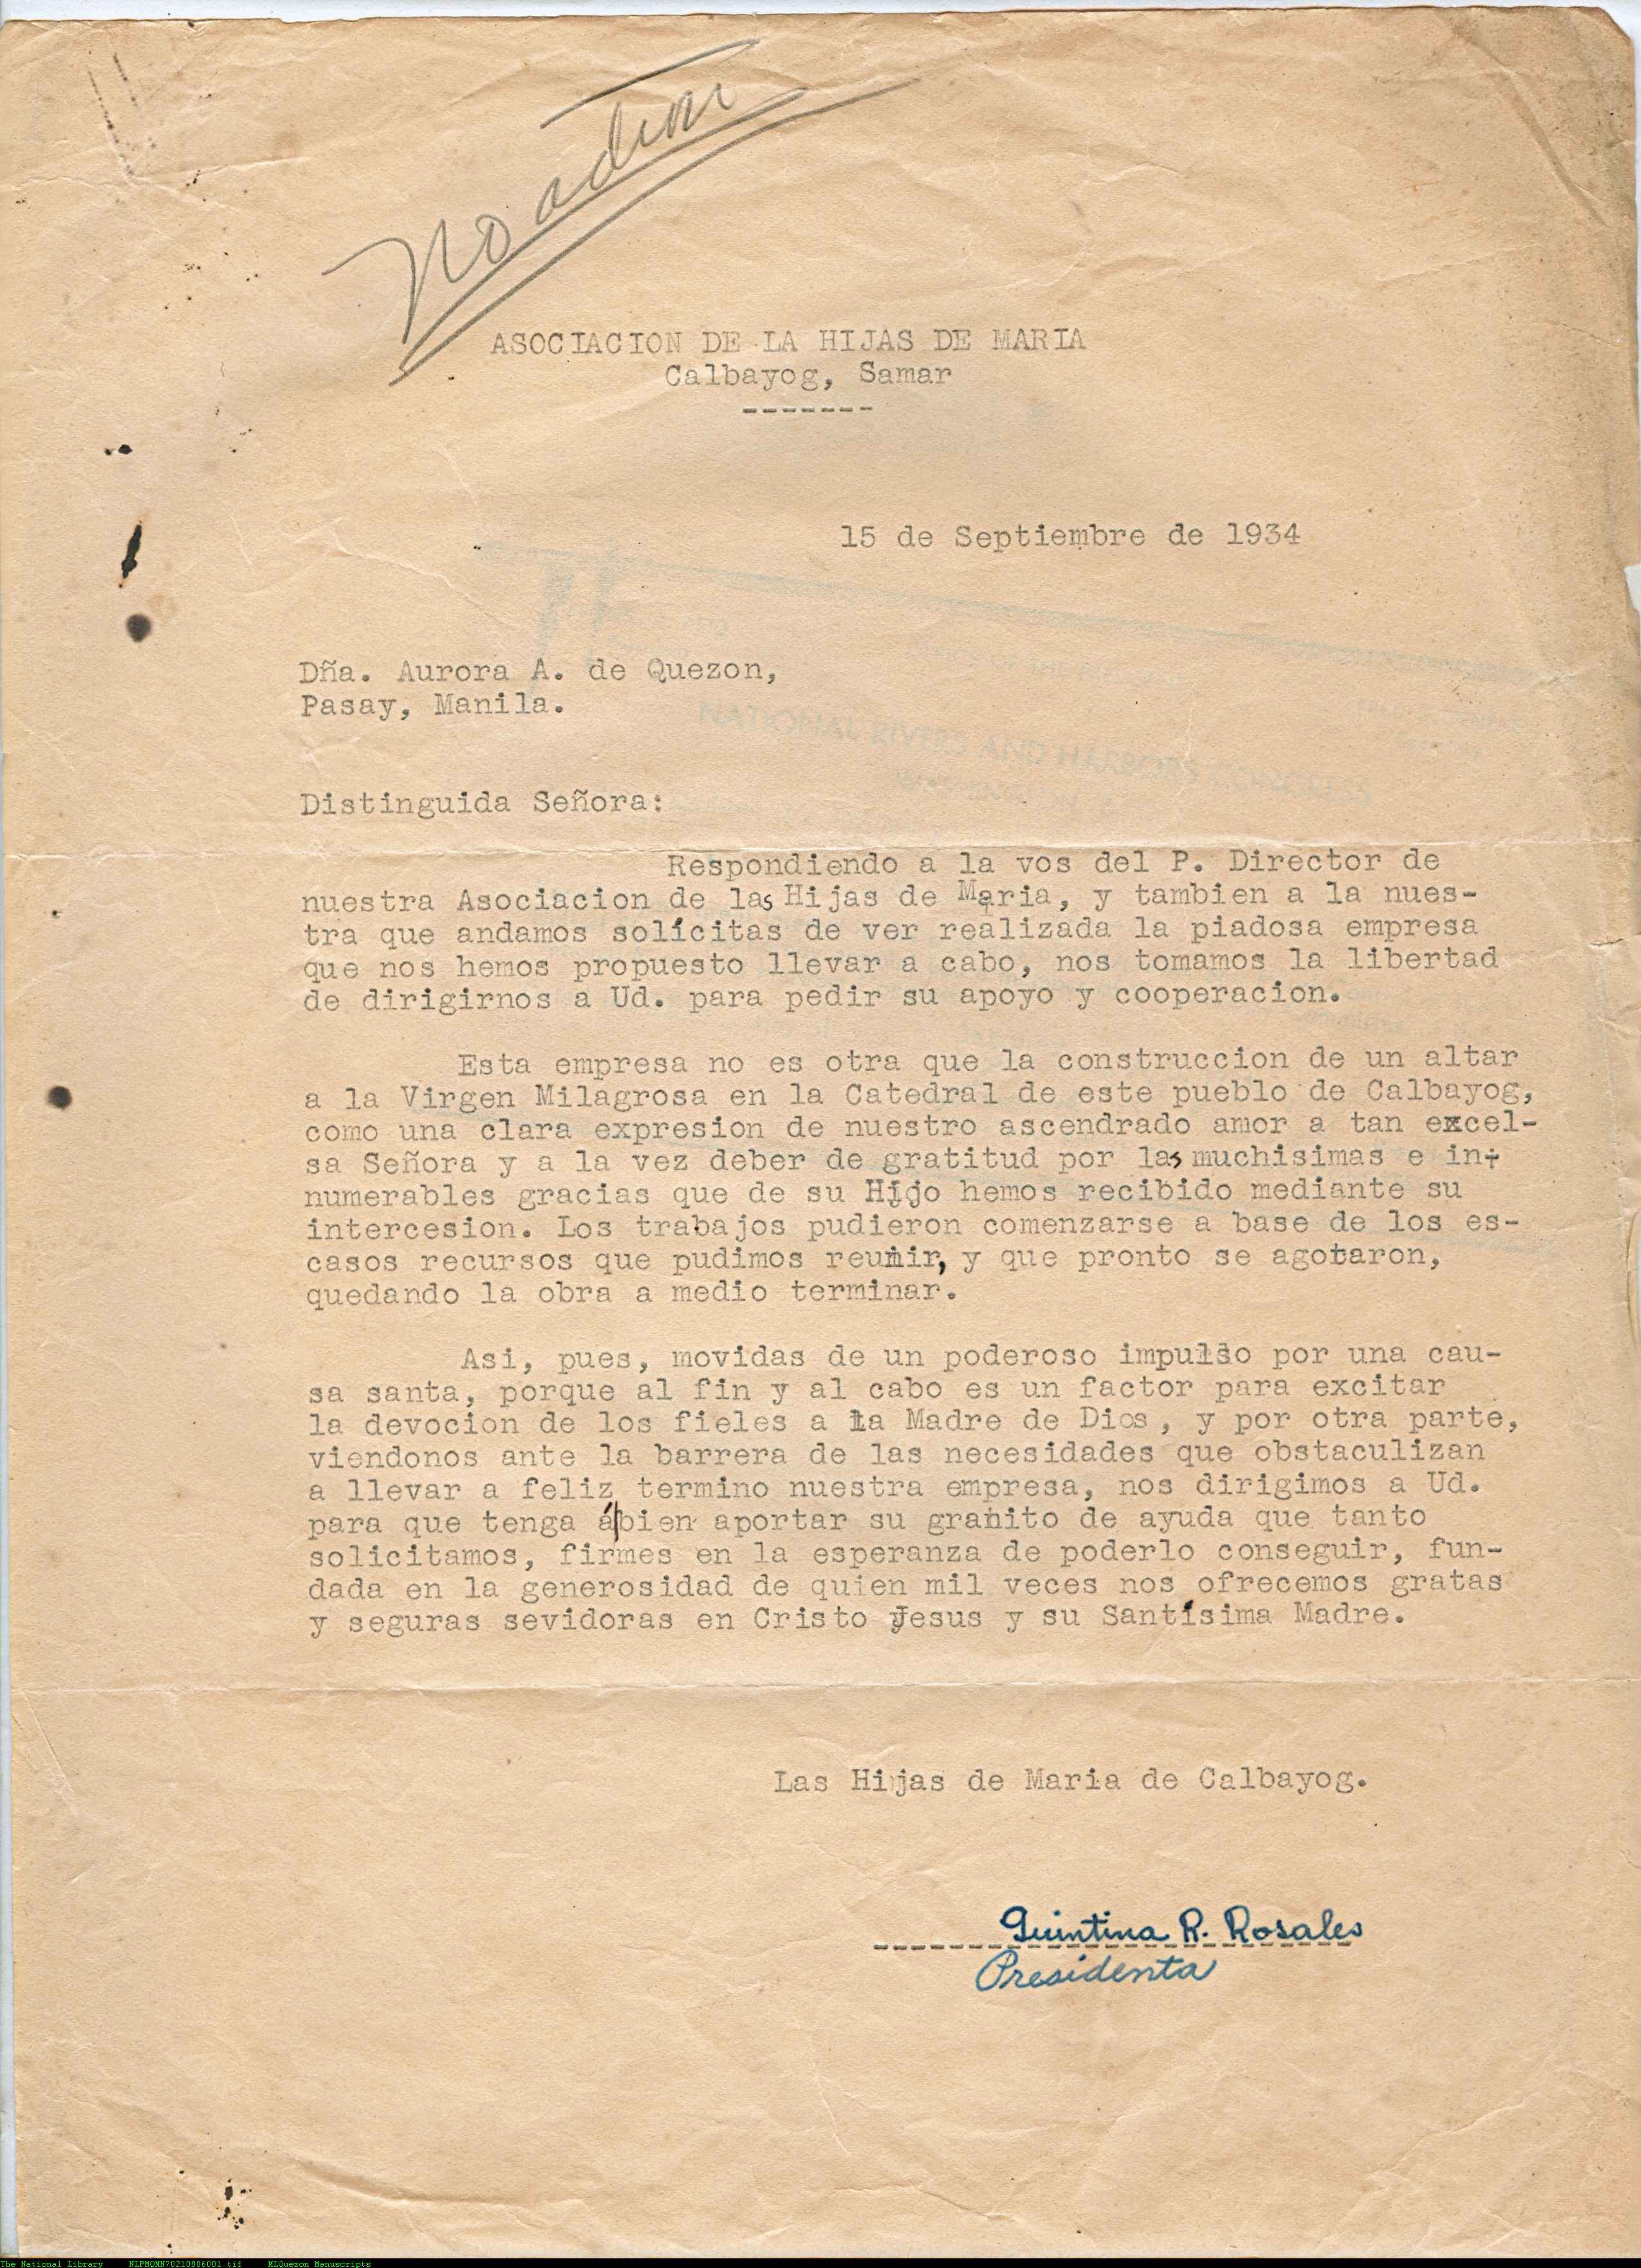 No action
ASOCIACION DE LA HIJAS DE MARIA
Calbayog, Samar
-------
15 de Septiembre de 1934
Dña. Aurora A. de Quezon,
Pasay, Manila.
NATIONAL RIVERS AND HARBORS
Distinguida Señora:
Respondiendo a la vos del P. Director de
nuestra Asociacion de las Hijas de Maria, y tambien a la nues-
tra que andamos solícitas de ver realizada la piadosa empresa
que nos hemos propuesto llevar a cabo, nos tomamos la libertad
de dirigirnos a Ud. para pedir su apoyo y cooperacion.
Esta empresa no es otra que la construccion de un altar
a la Virgen Milagrosa en la Catedral de este pueblo de Calbayog,
como una clara expresion de nuestro ascendrado amor a tan excel-
sa Señora y a la vez deber de gratitud por las muchisimas e in-
numerables gracias que de su Hijo hemos recibido mediante su
intercesion. Los trabajos pudieron comenzarse a base de los es-
casos recursos que pudimos reunir, y que pronto se agotaron,
quedando la obra a medio terminar.
Asi, pues, movidas de un poderoso impulso por una cau-
sa santa, porque al fin y al cabo es un factor para excitar
la devocion de los fieles a la Madre de Dios, y por otra parte,
viendonos ante la barrera de las necesidades que obstaculizan
a llevar a feliz termino nuestra empresa, nos dirigimos a Ud.
para que tenga á bien aportar su granito de ayuda que tanto
solicitamos, firmes en la esperanza de poderlo conseguir, fun-
dada en la generosidad de quien mil veces nos ofrecemos gratas
y seguras sevidoras en Cristo Jesus y su Santísima Madre.
Las Hijas de Maria de Calbayog.
Quintina R. Rosales
Presidenta
The National Library NLPMQMN70210806001.tif MLQuezon Manuscripts